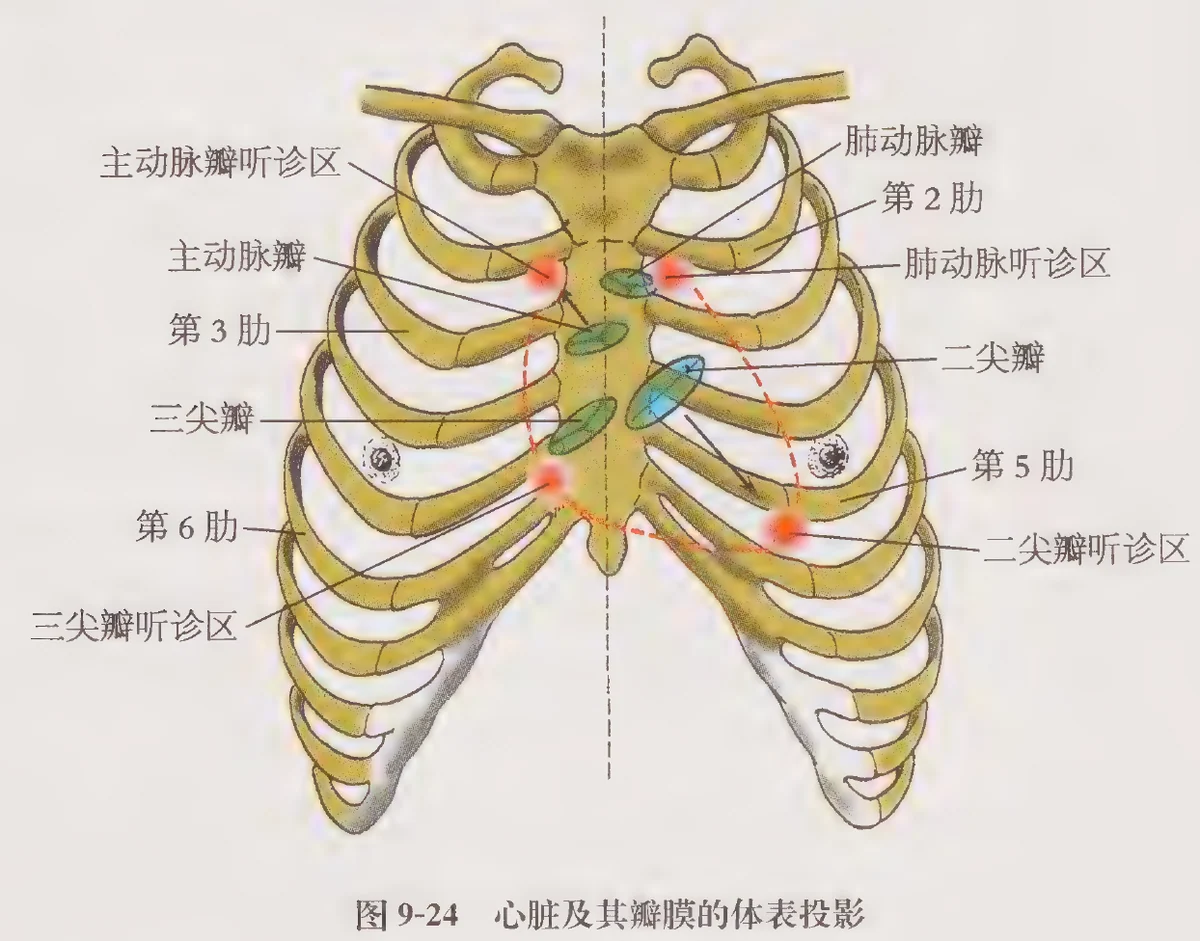 主动脉瓣听诊区
主动脉瓣
第 3 肋
三尖瓣
第 6 肋
三尖瓣听诊区
肺动脉瓣
第 2 肋
肺动脉听诊区
二尖瓣
第 5 肋
二尖瓣听诊区
图 9-24 心脏及其瓣膜的体表投影